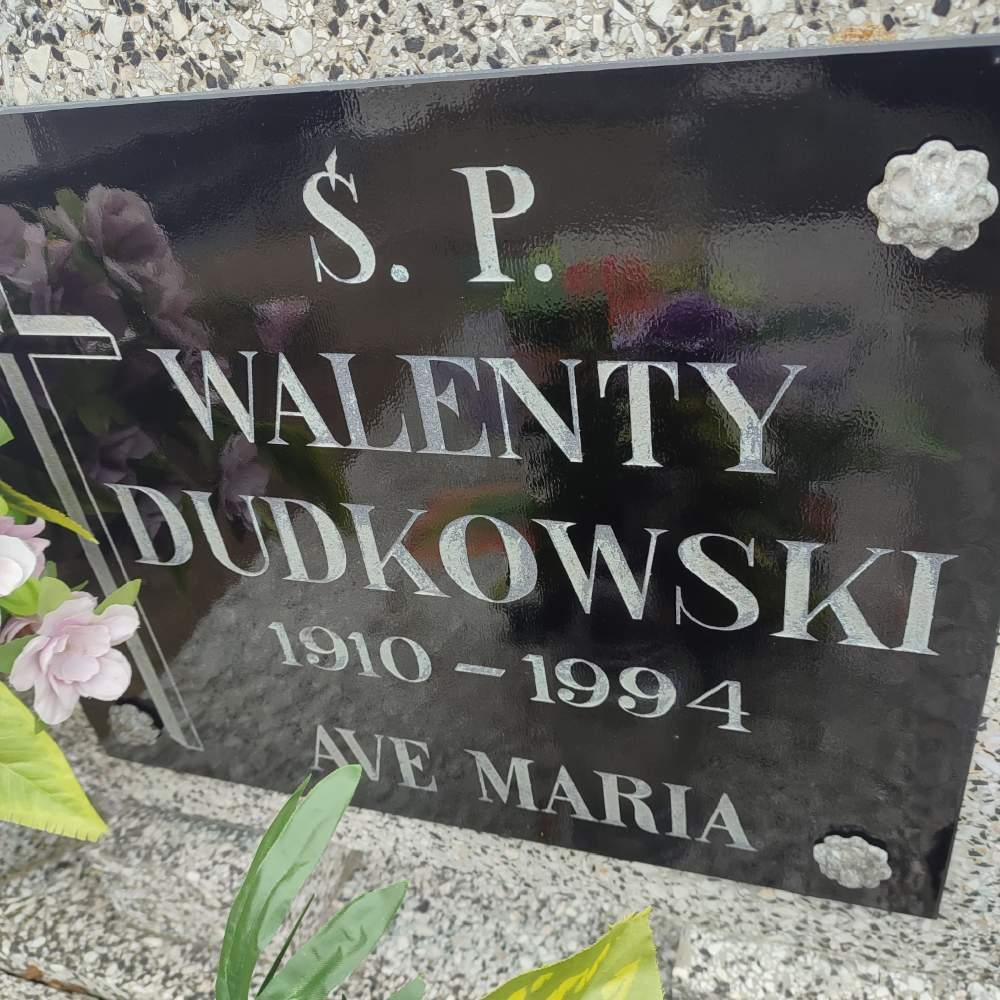 Ś. P.
WALENTY
DUDKOWSKI
1910 – 1994
AVE MARIA